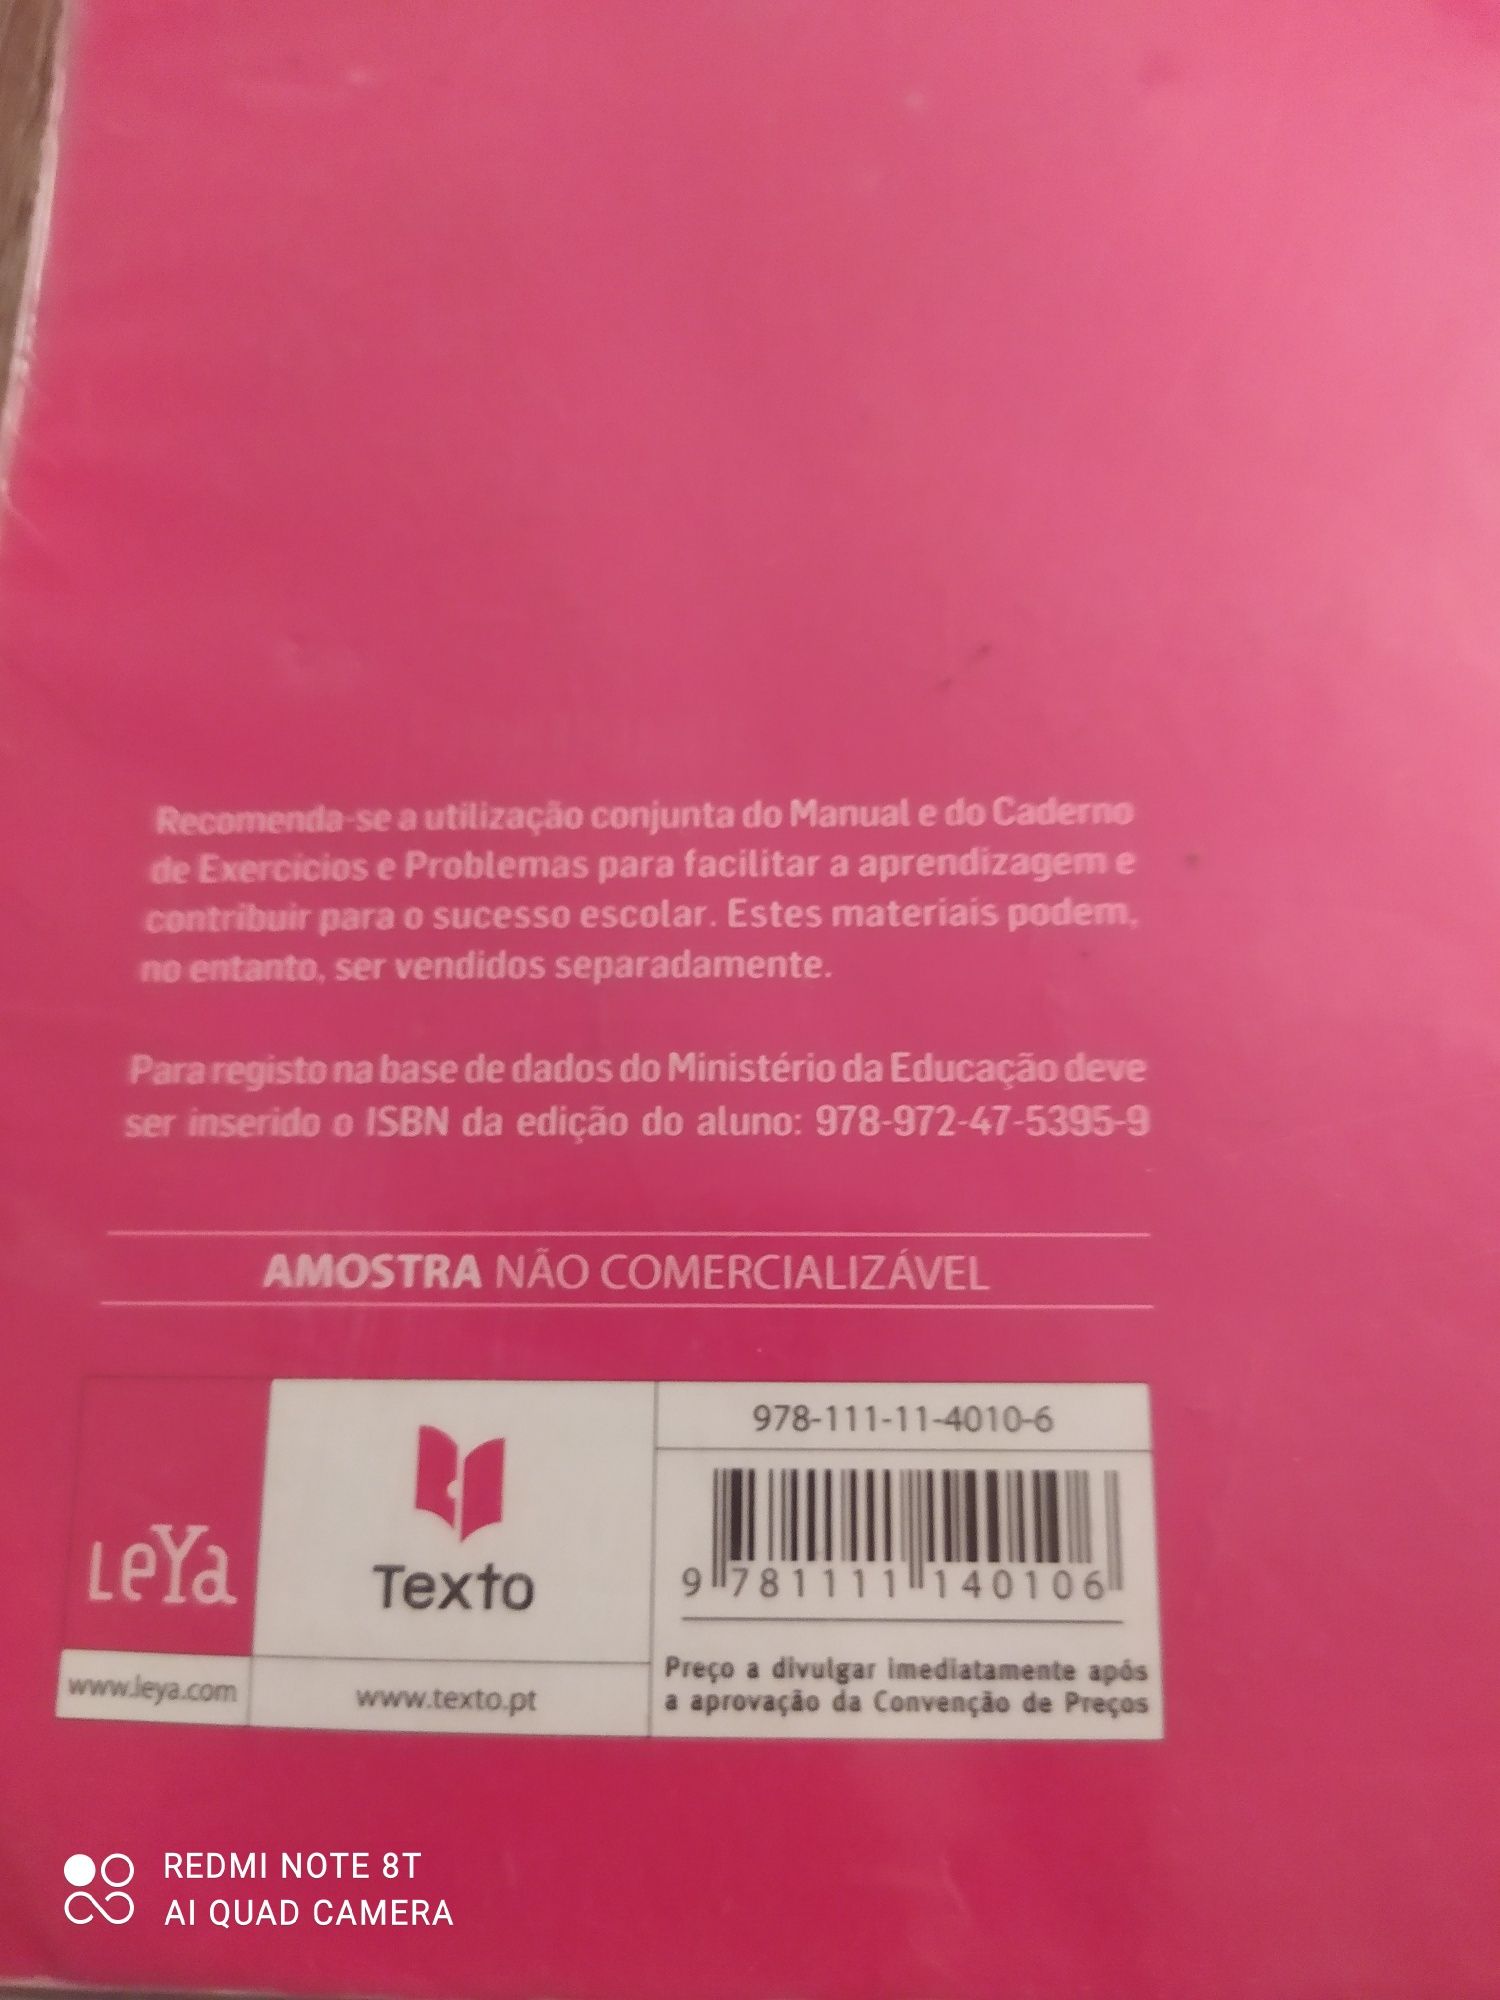 Recomenda-se a utilização conjunta do Manual e do Caderno
de Exercícios e Problemas para facilitar a aprendizagem e
contribuir para o sucesso escolar. Estes materiais podem,
no entanto, ser vendidos separadamente.
Para registo na base de dados do Ministério da Educação deve
ser inserido o ISBN da edição do aluno: 978-972-47-5395-9
AMOSTRA NÃO COMERCIALIZÁVEL
LeYa
www.leya.com
Texto
www.texto.pt
978-111-11-4010-6
9 781111 140106
Preço a divulgar imediatamente após
a aprovação da Convenção de Preços
REDMI NOTE 8T
AI QUAD CAMERA